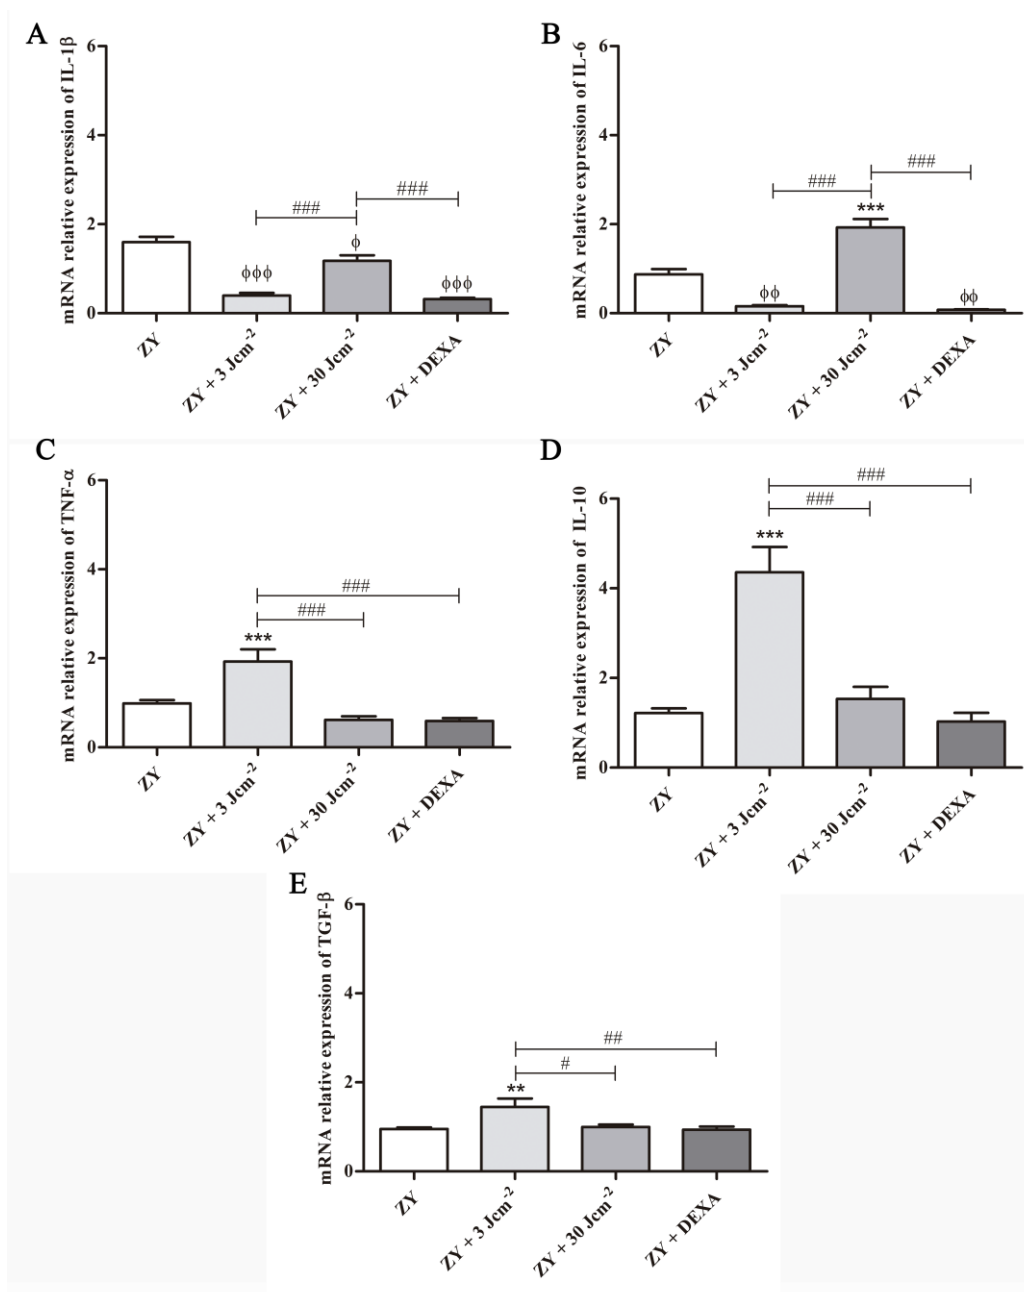 A
mRNA relative expression of IL-1β
6
4
2
0
###
###
ϕϕϕ
ϕ
ϕϕϕ
ZY
ZY + 3 Jcm-2
ZY + 30 Jcm-2
ZY + DEXA
B
mRNA relative expression of IL-6
6
4
2
0
###
###
***
ϕϕ
ϕϕ
ZY
ZY + 3 Jcm-2
ZY + 30 Jcm-2
ZY + DEXA
C
mRNA relative expression of TNF-α
6
4
2
0
###
###
***
ZY
ZY + 3 Jcm-2
ZY + 30 Jcm-2
ZY + DEXA
D
mRNA relative expression of IL-10
6
4
2
0
###
###
***
ZY
ZY + 3 Jcm-2
ZY + 30 Jcm-2
ZY + DEXA
E
mRNA relative expression of TGF-β
6
4
2
0
##
#
**
ZY
ZY + 3 Jcm-2
ZY + 30 Jcm-2
ZY + DEXA